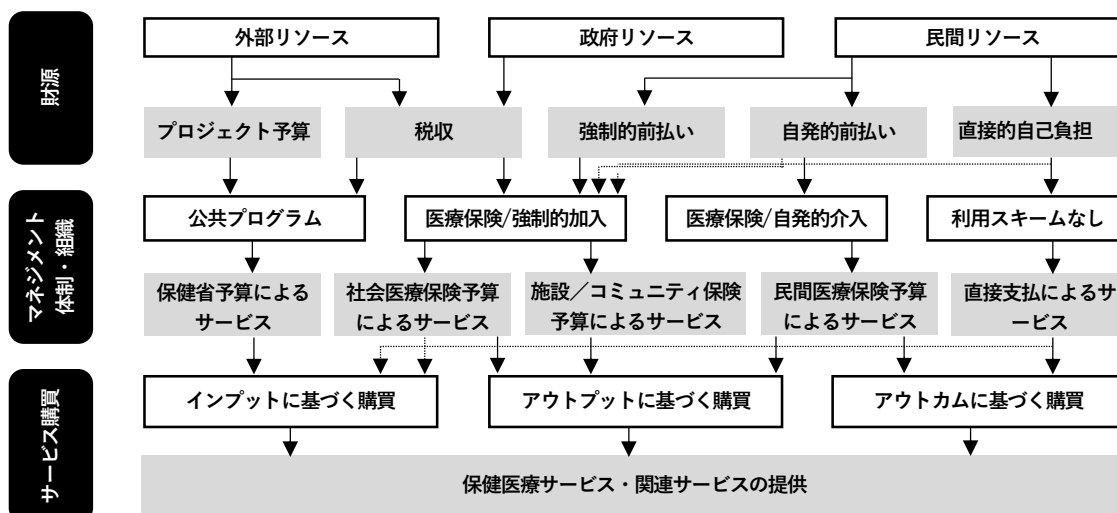 財源
外部リソース
政府リソース
民間リソース
プロジェクト予算
税収
強制的前払い
自発的前払い
直接的自己負担
マネジメント
体制・組織
公共プログラム
医療保険/強制的加入
医療保険/自発的介入
利用スキームなし
保健省予算による
サービス
社会医療保険予算
によるサービス
施設／コミュニティ保険
予算によるサービス
民間医療保険予算
によるサービス
直接支払によるサ
ービス
サービス購買
インプットに基づく購買
アウトプットに基づく購買
アウトカムに基づく購買
保健医療サービス・関連サービスの提供